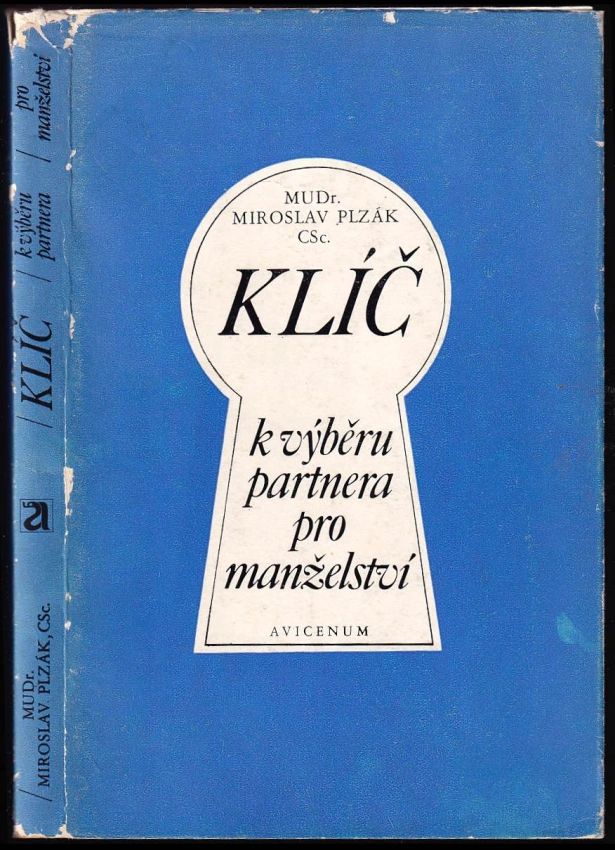 MUDr.
MIROSLAV PLZÁK
CSc.
KLÍČ
k výběru
partnera
pro
manželství
AVICENUM
MUDr.
MIROSLAV PLZÁK, CSc.
a
/ KLÍČ /
k výběru
partnera /
pro
manželství